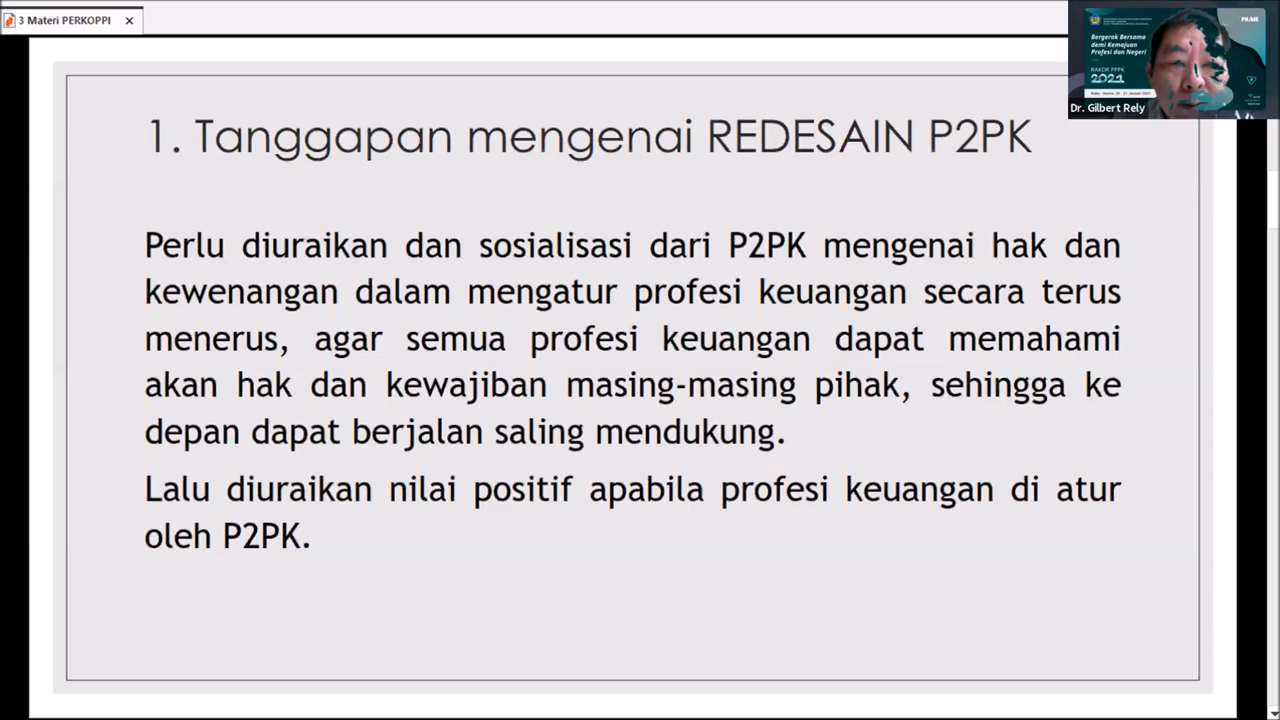 3 Materi PERKOPPI
Bergerak Bersama
demi Kemajuan
Profesi dan Negeri
RAKOR PPPK
2021
PRIME
Dr. Gilbert Rely
1. Tanggapan mengenai REDESAIN P2PK
Perlu diuraikan dan sosialisasi dari P2PK mengenai hak dan
kewenangan dalam mengatur profesi keuangan secara terus
menerus, agar semua profesi keuangan dapat memahami
akan hak dan kewajiban masing-masing pihak, sehingga ke
depan dapat berjalan saling mendukung.
Lalu diuraikan nilai positif apabila profesi keuangan di atur
oleh P2PK.